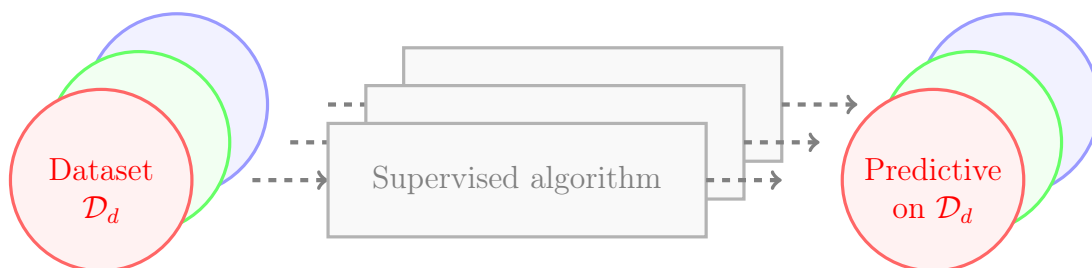 Dataset
𝒟_d
Supervised algorithm
Predictive
on 𝒟_d